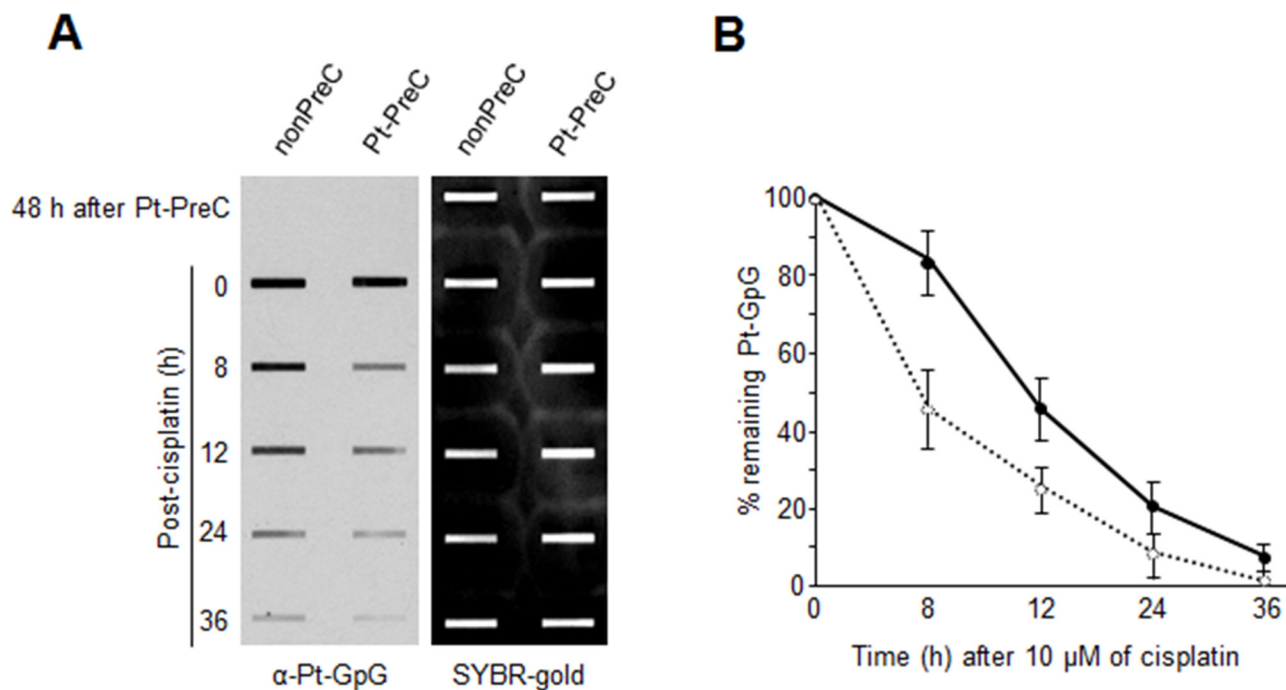 A
B
nonPreC
Pt-PreC
nonPreC
Pt-PreC
48 h after Pt-PreC
Post-cisplatin (h)
0
8
12
24
36
α-Pt-GpG
SYBR-gold
% remaining Pt-GpG
100
80
60
40
20
0
0
8
12
24
36
Time (h) after 10 µM of cisplatin